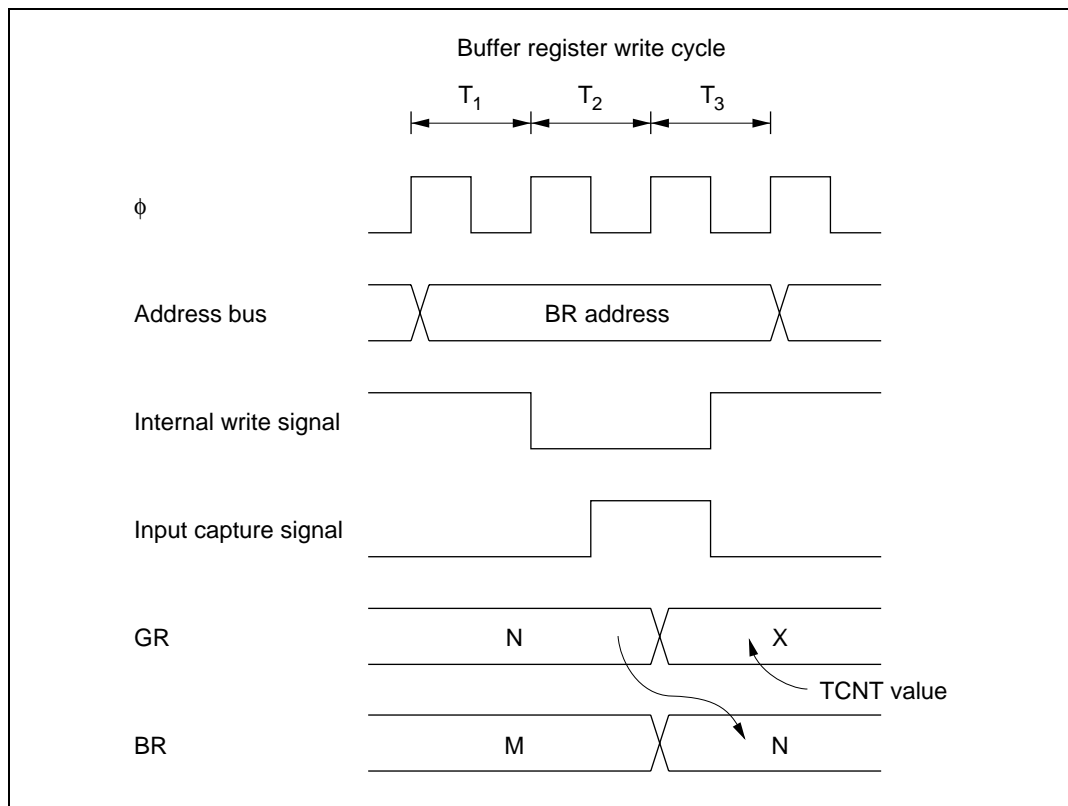 Buffer register write cycle
T1 T2 T3
ϕ
Address bus BR address
Internal write signal
Input capture signal
GR N X
TCNT value
BR M N